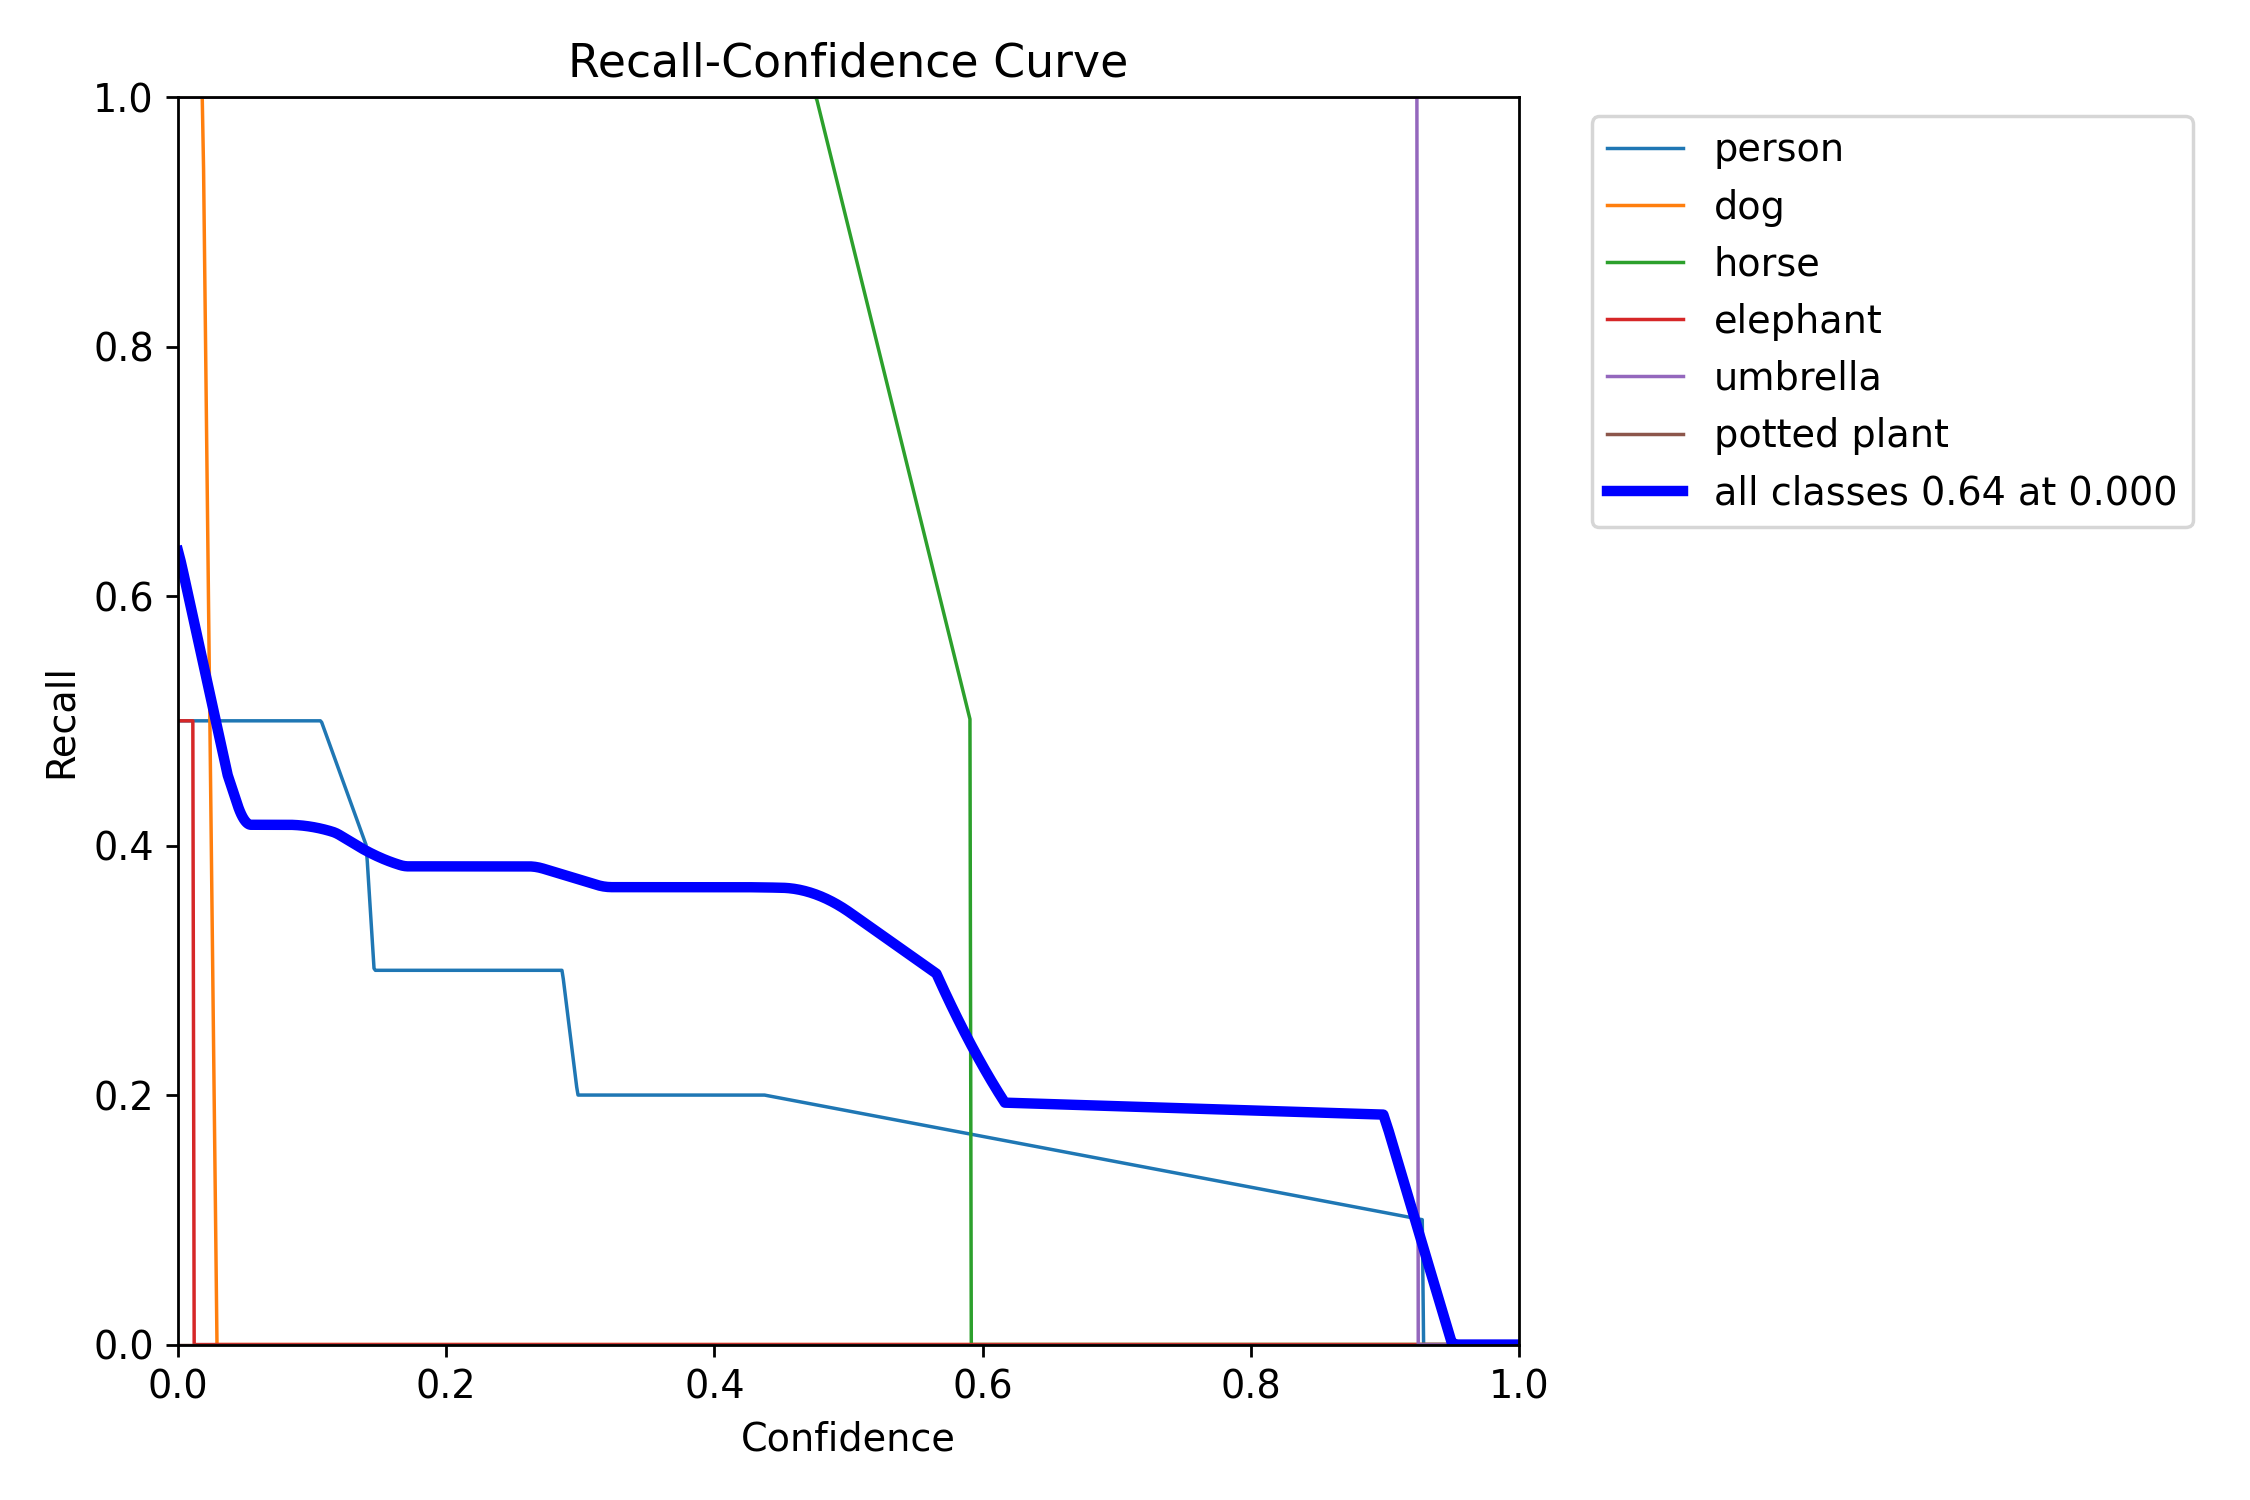 Recall-Confidence Curve
1.0
0.8
0.6
0.4
0.2
0.0
Recall
0.0 0.2 0.4 0.6 0.8 1.0
Confidence
person
dog
horse
elephant
umbrella
potted plant
all classes 0.64 at 0.000